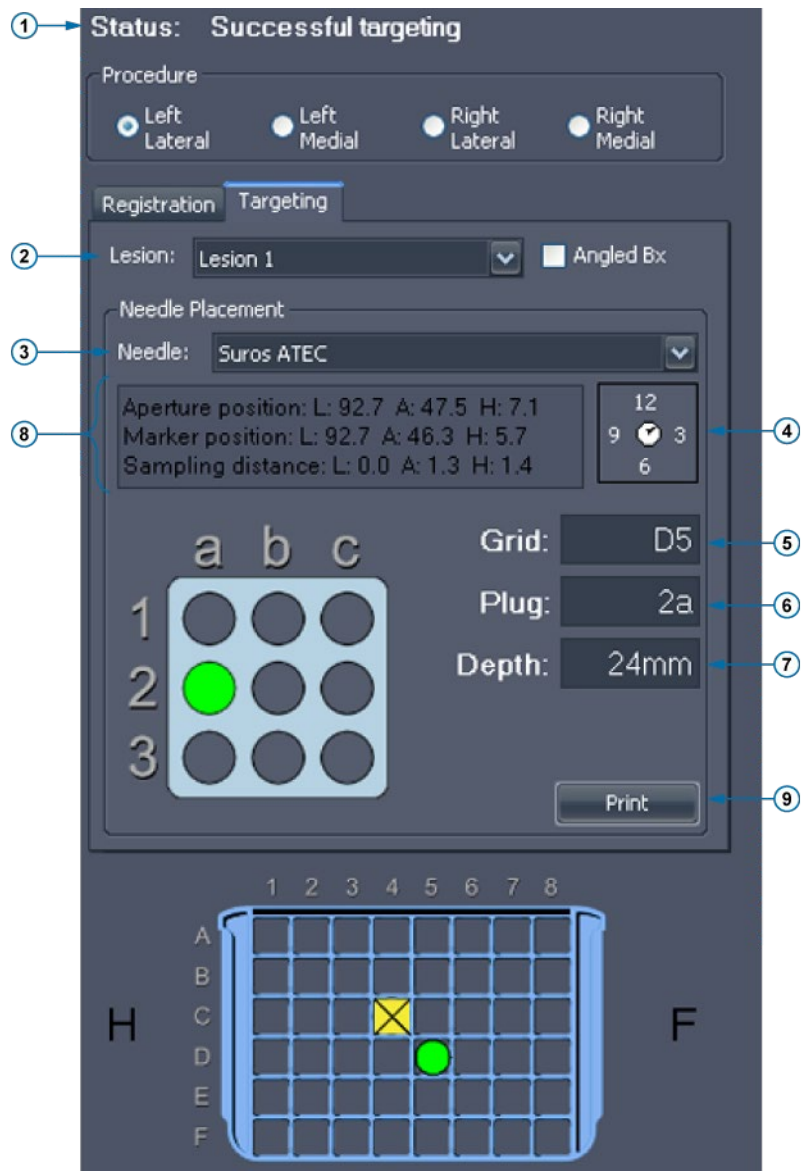 1 Status: Successful targeting
Procedure
Left Lateral Left Medial Right Lateral Right Medial
Registration Targeting
2 Lesion: Lesion 1 Angled Bx
Needle Placement
3 Needle: Suros ATEC
8 Aperture position: L: 92.7 A: 47.5 H: 7.1
Marker position: L: 92.7 A: 46.3 H: 5.7
Sampling distance: L: 0.0 A: 1.3 H: 1.4
12
9 3 4
6
a b c
1
2
3
Grid: D5 5
Plug: 2a 6
Depth: 24mm 7
Print 9
1 2 3 4 5 6 7 8
A
B
H C F
D
E
F